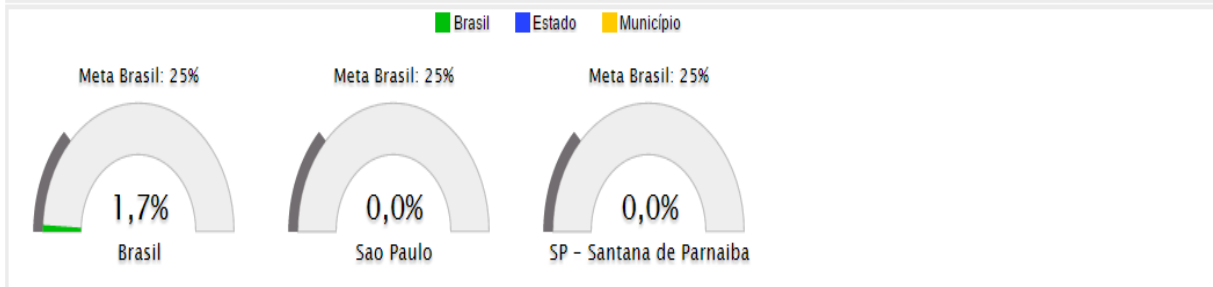 Brasil Estado Município
Meta Brasil: 25% Meta Brasil: 25% Meta Brasil: 25%
1,7% 0,0% 0,0%
Brasil Sao Paulo SP - Santana de Parnaiba